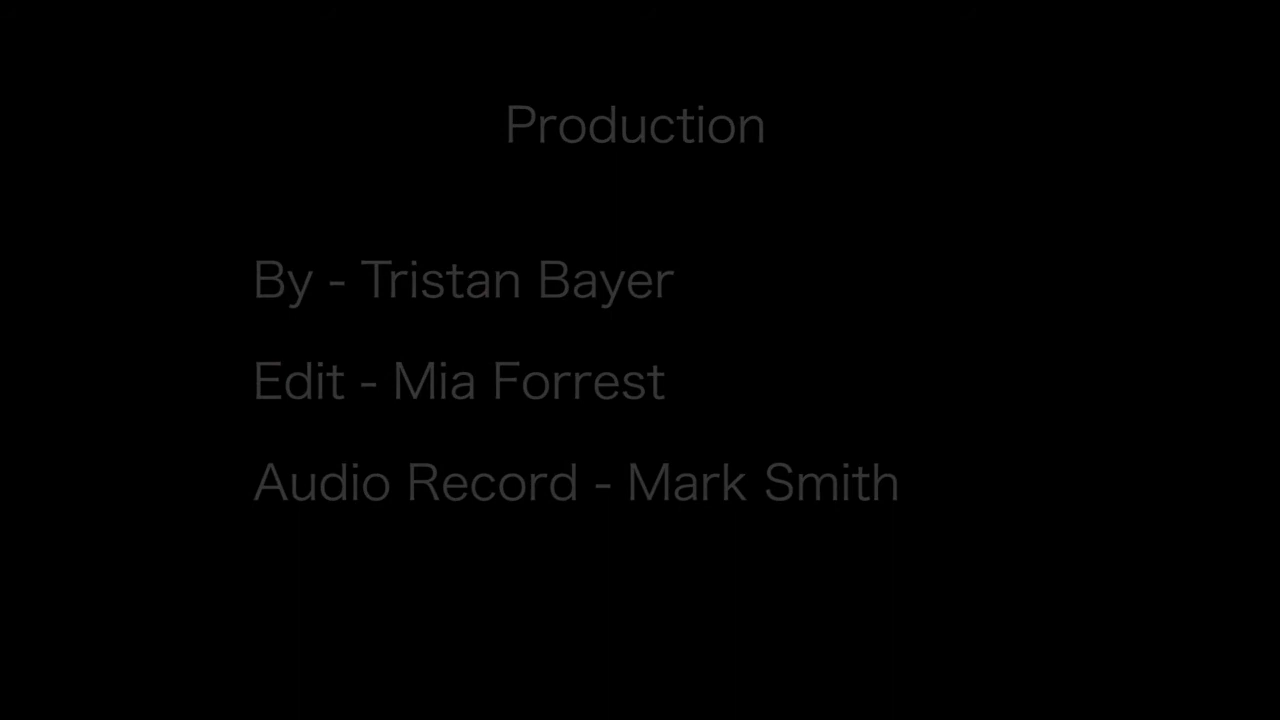 Production
By - Tristan Bayer
Edit - Mia Forrest
Audio Record - Mark Smith